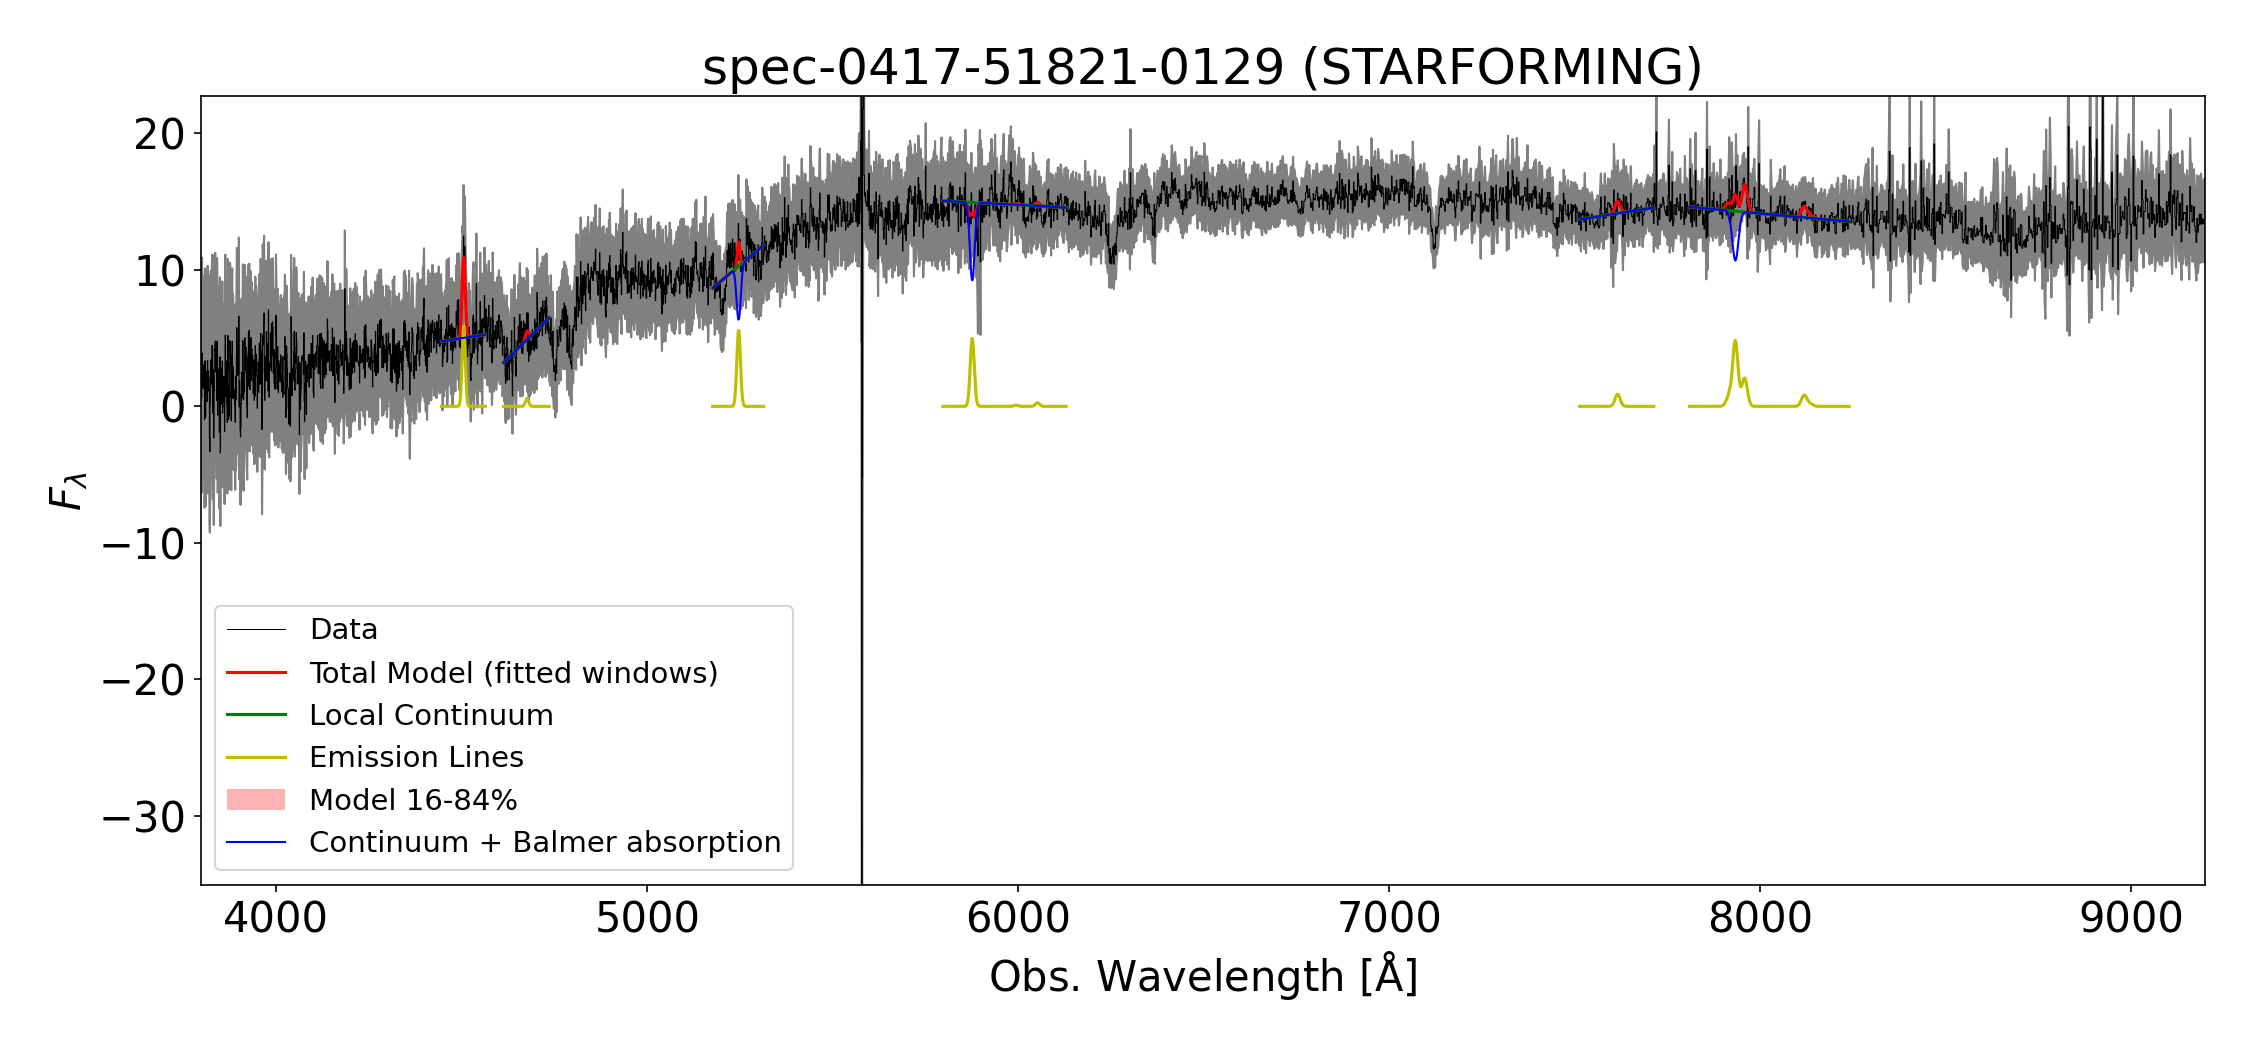 spec-0417-51821-0129 (STARFORMING)
20
10
0
−10
−20
−30
Fλ
Data
Total Model (fitted windows)
Local Continuum
Emission Lines
Model 16-84%
Continuum + Balmer absorption
4000 5000 6000 7000 8000 9000
Obs. Wavelength [Å]